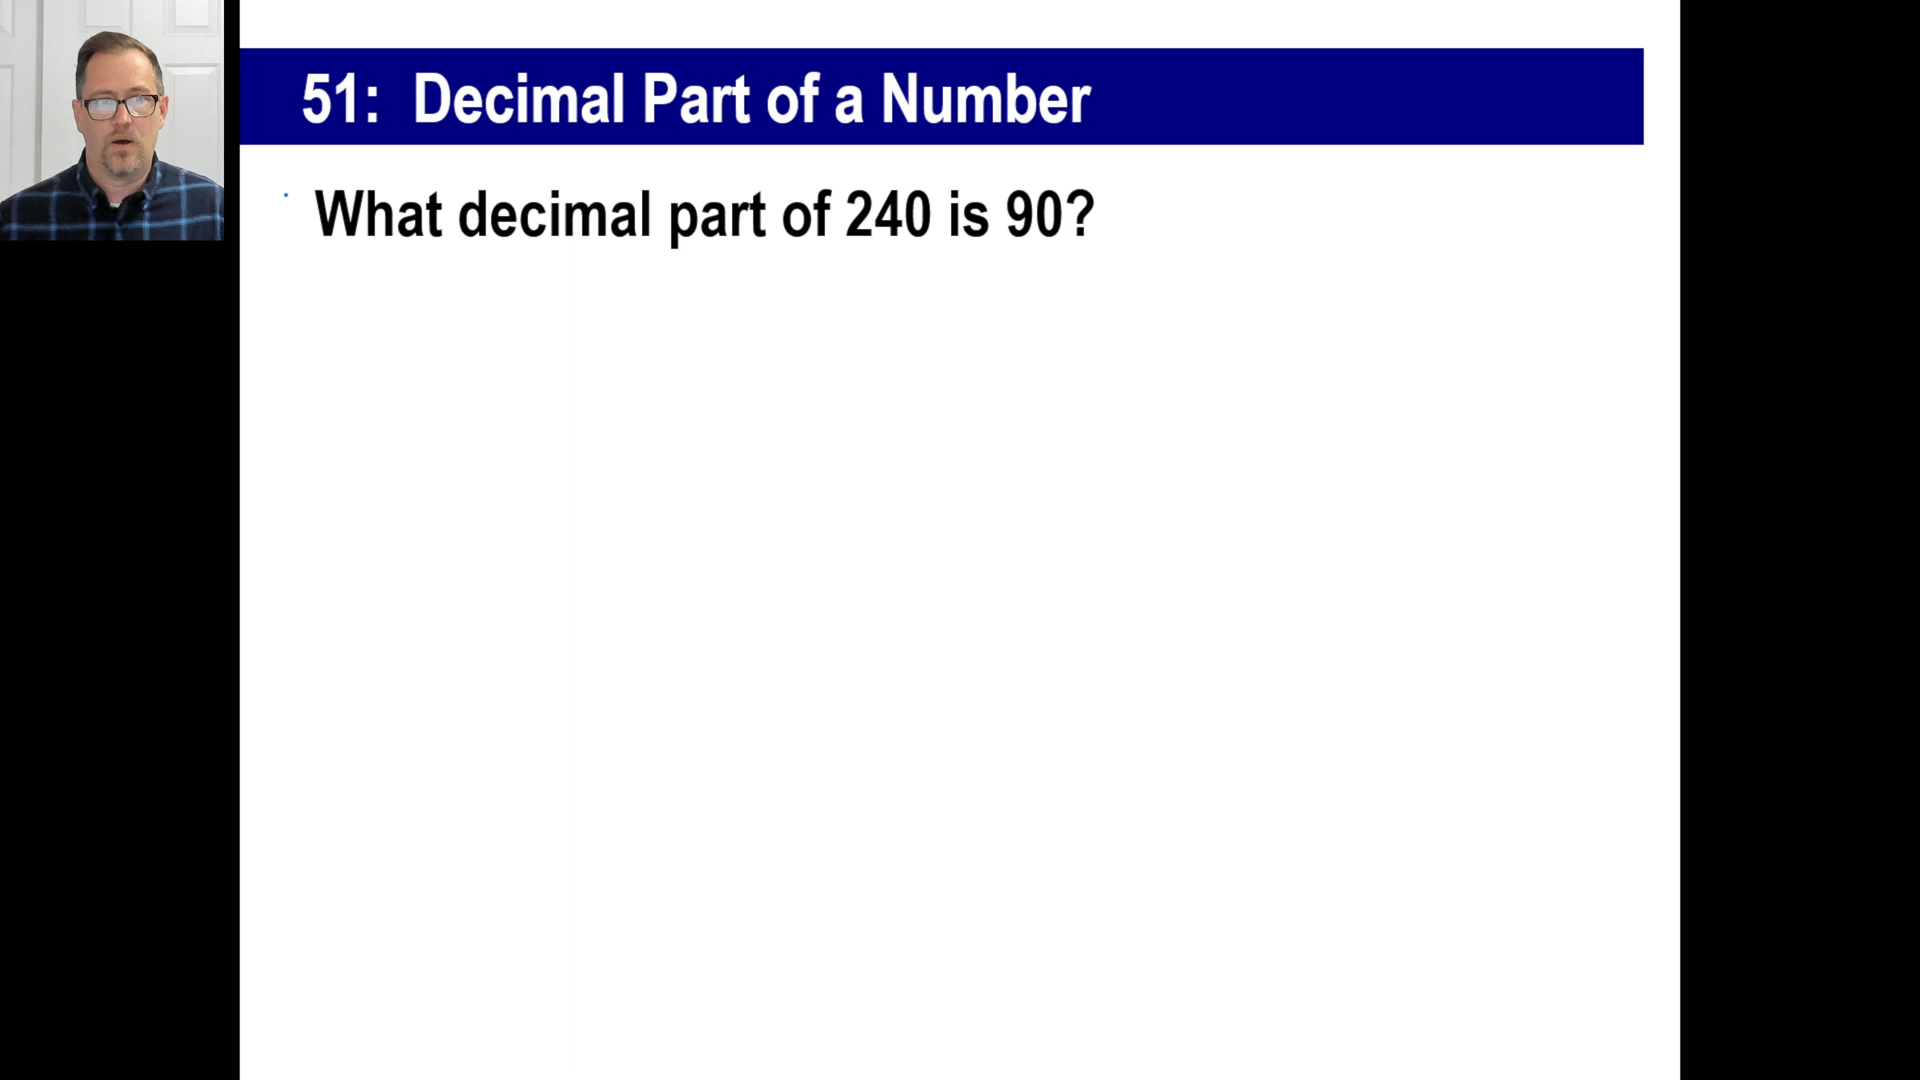 51: Decimal Part of a Number
What decimal part of 240 is 90?